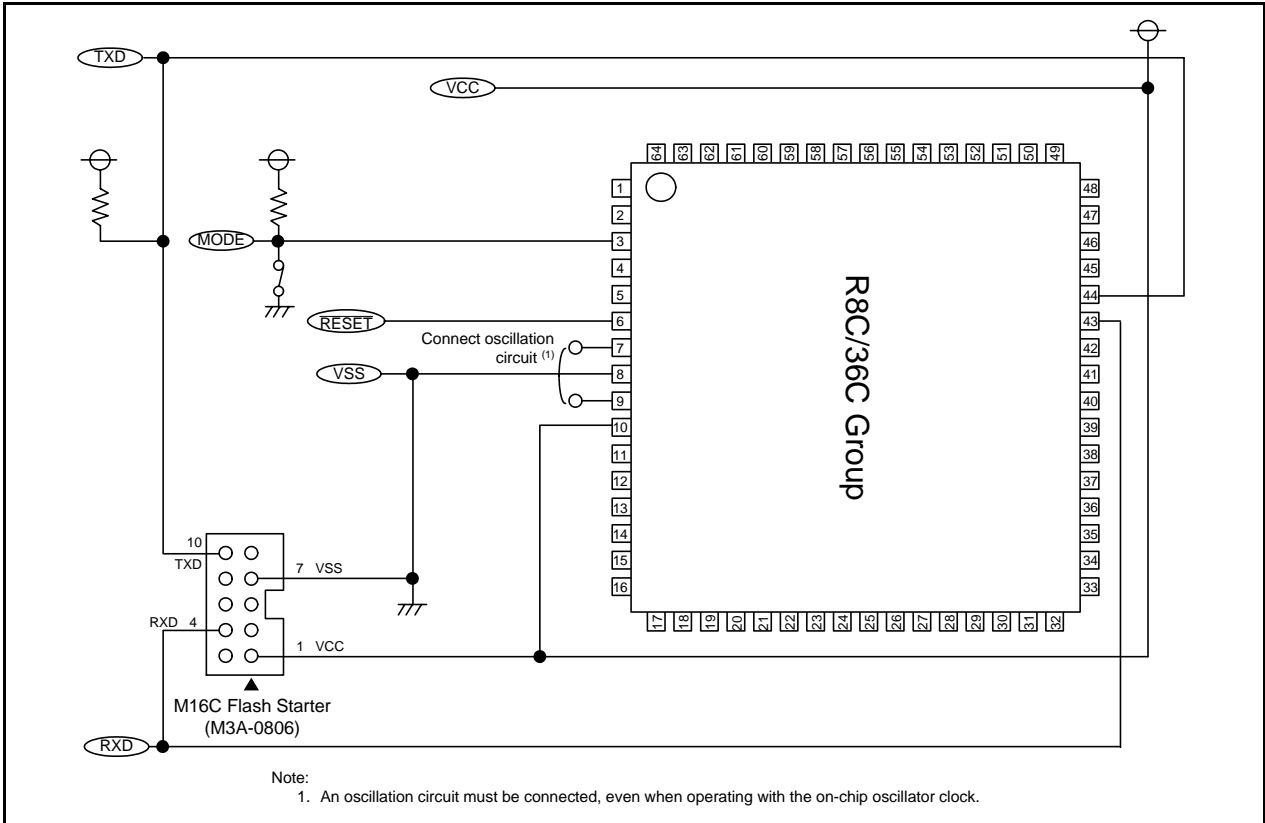 TXD
VCC
64 63 62 61 60 59 58 57 56 55 54 53 52 51 50 49
1
2
MODE
3
4
5
RESET
6
Connect oscillation
circuit (1)
7
VSS
8
9
10
11
12
13
14
15
16
R8C/36C Group
48
47
46
45
44
43
42
41
40
39
38
37
36
35
34
33
17 18 19 20 21 22 23 24 25 26 27 28 29 30 31 32
10
TXD
7 VSS
RXD 4
1 VCC
M16C Flash Starter
(M3A-0806)
RXD
Note:
1. An oscillation circuit must be connected, even when operating with the on-chip oscillator clock.